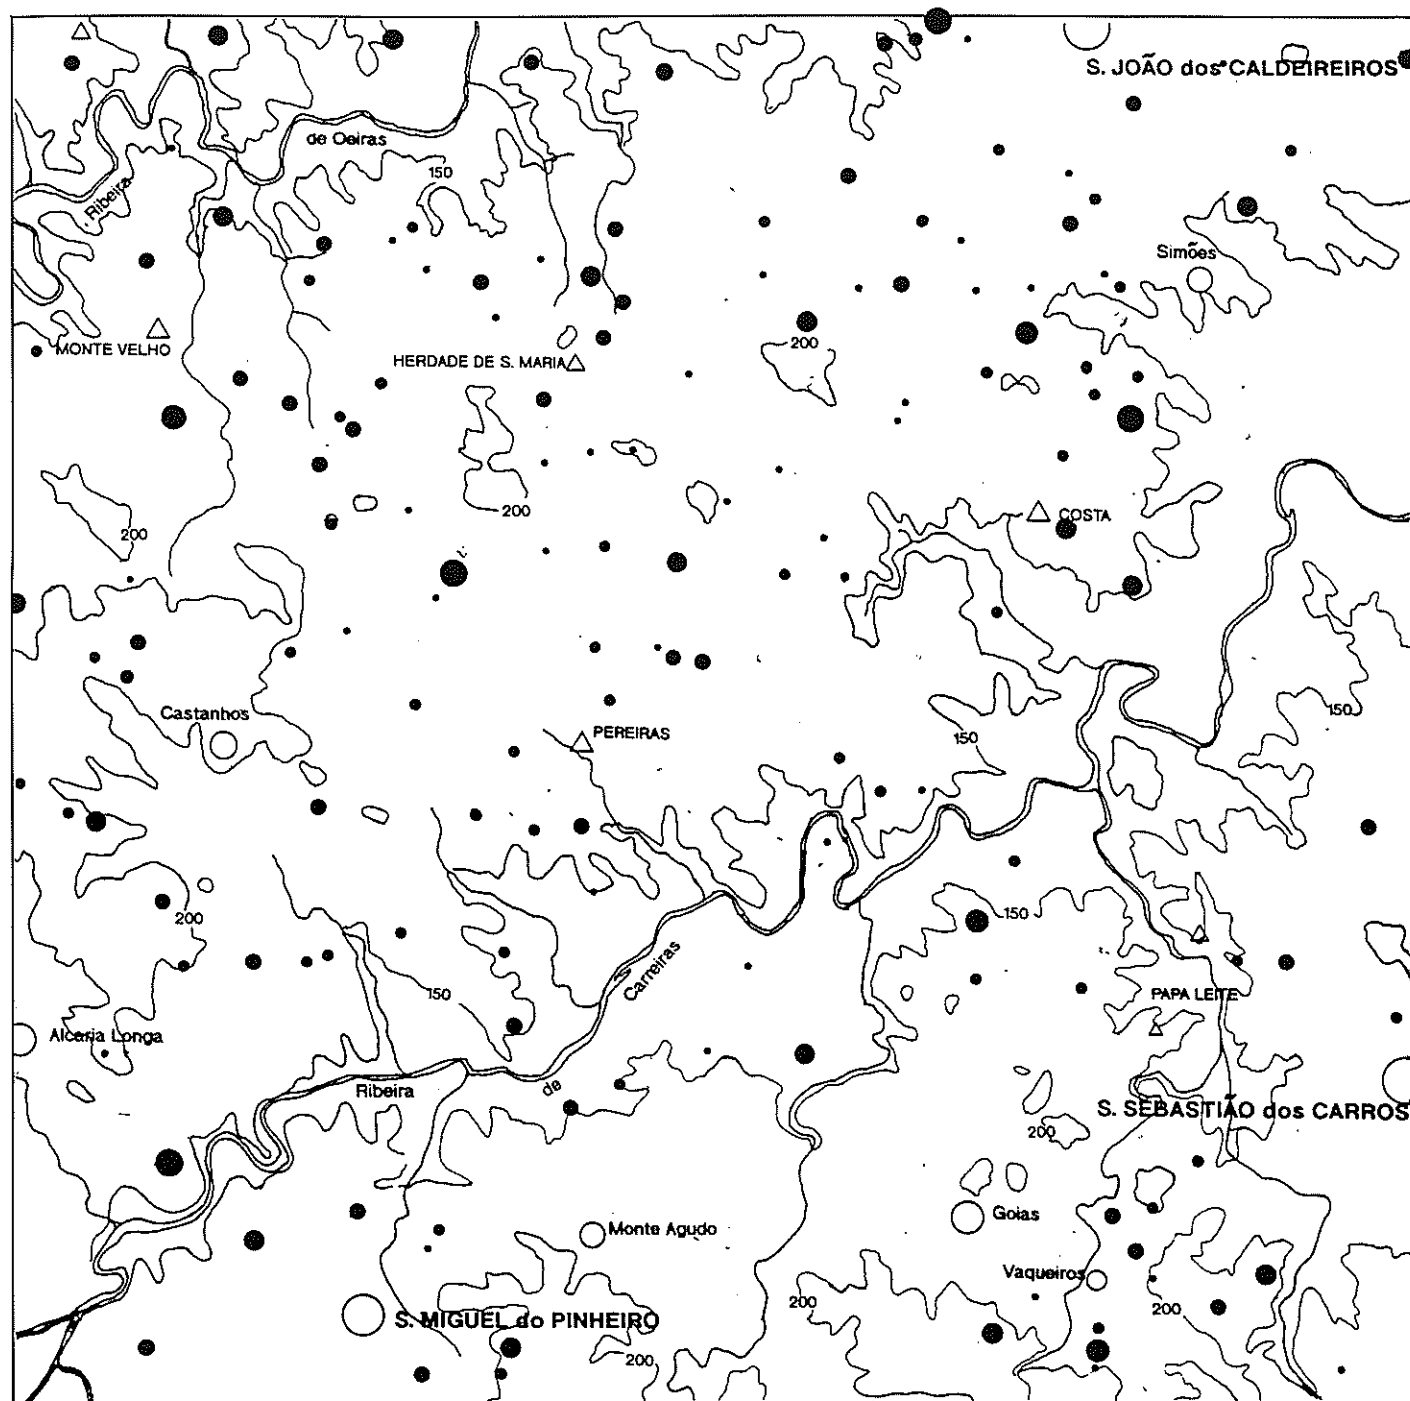 S. JOÃO dos CALDEIREIROS
de Oeiras
150
Ribeira
Simões
MONTE VELHO
HERDADE DE S. MARIA
200
200
COSTA
200
Castanhos
PEREIRAS
150
150
200
150
Carreiras
150
PAPA LEITE
Alcaria Longa
Ribeira
de
S. SEBASTIÃO dos CARROS
200
Goias
Monte Agudo
Vaqueiros
200
200
S. MIGUEL do PINHEIRO
200